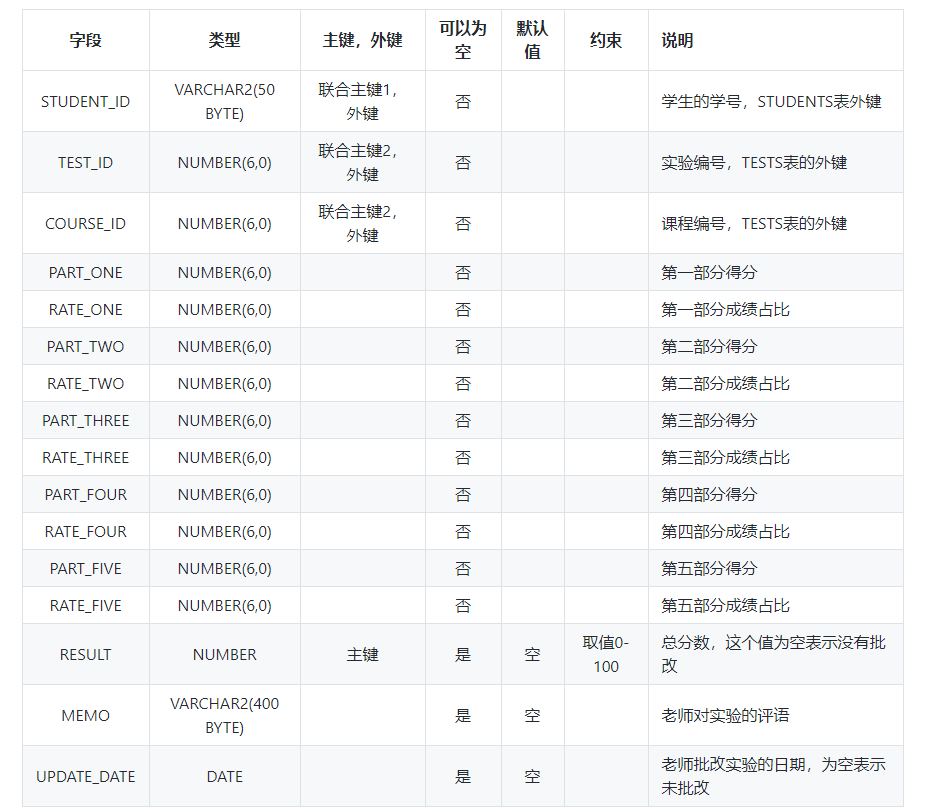 字段 类型 主键，外键 可以为空 默认值 约束 说明
STUDENT_ID VARCHAR2(50 BYTE) 联合主键1，外键 否 学生的学号，STUDENTS表外键
TEST_ID NUMBER(6,0) 联合主键2，外键 否 实验编号，TESTS表的外键
COURSE_ID NUMBER(6,0) 联合主键2，外键 否 课程编号，TESTS表的外键
PART_ONE NUMBER(6,0) 否 第一部分得分
RATE_ONE NUMBER(6,0) 否 第一部分成绩占比
PART_TWO NUMBER(6,0) 否 第二部分得分
RATE_TWO NUMBER(6,0) 否 第二部分成绩占比
PART_THREE NUMBER(6,0) 否 第三部分得分
RATE_THREE NUMBER(6,0) 否 第三部分成绩占比
PART_FOUR NUMBER(6,0) 否 第四部分得分
RATE_FOUR NUMBER(6,0) 否 第四部分成绩占比
PART_FIVE NUMBER(6,0) 否 第五部分得分
RATE_FIVE NUMBER(6,0) 否 第五部分成绩占比
RESULT NUMBER 主键 是 空 取值0-100 总分数，这个值为空表示没有批改
MEMO VARCHAR2(400 BYTE) 是 空 老师对实验的评语
UPDATE_DATE DATE 是 空 老师批改实验的日期，为空表示未批改